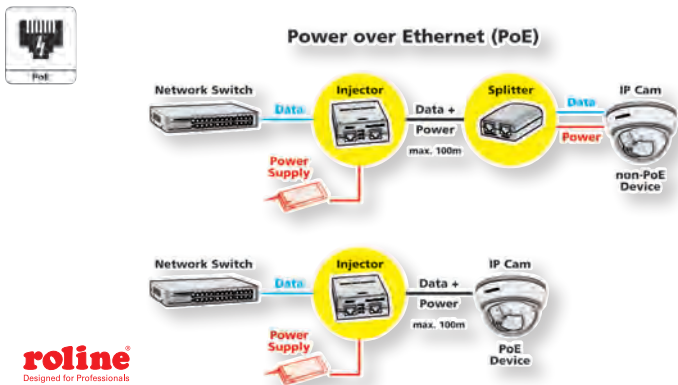 PoE
Power over Ethernet (PoE)
Network Switch
Injector
Splitter
IP Cam
Data
Data +
Power
max. 100m
Data
Power
Power
Supply
non-PoE
Device
Network Switch
Injector
IP Cam
Data
Data +
Power
max. 100m
Power
Supply
PoE
Device
roline®
Designed for Professionals